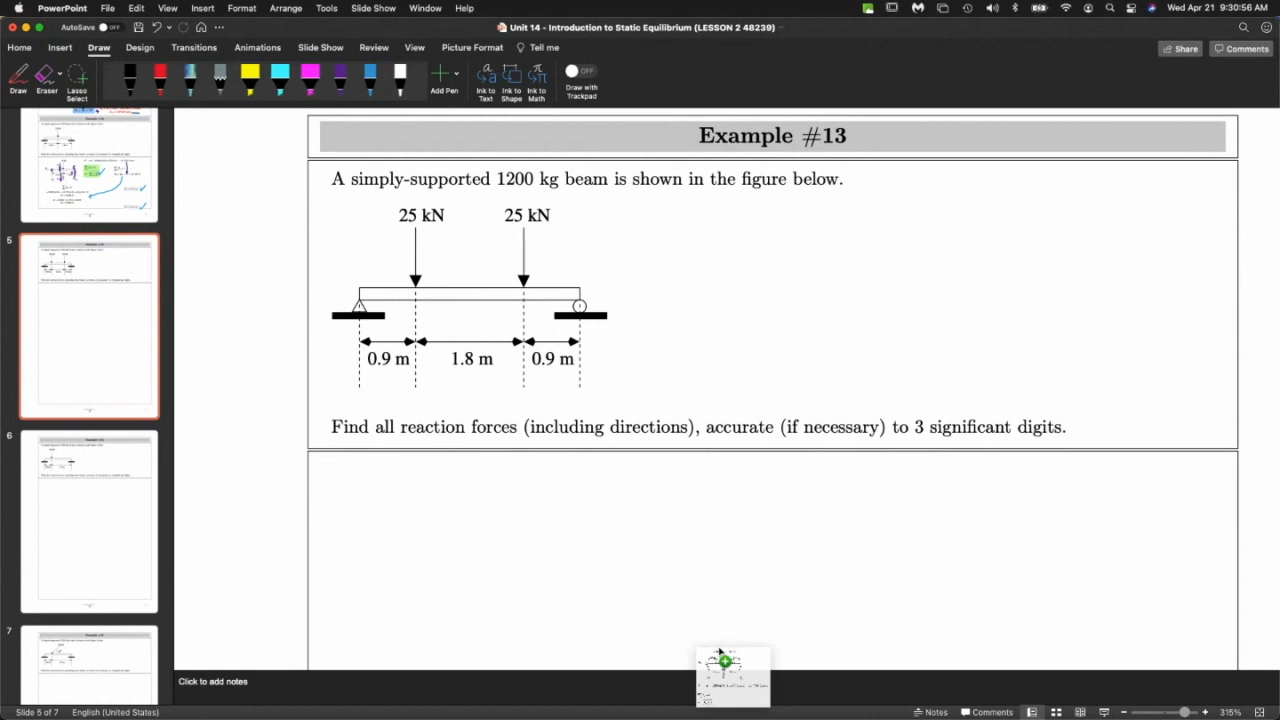 PowerPoint File Edit View Insert Format Arrange Tools Slide Show Window Help Wed Apr 21 9:30:56 AM
AutoSave OFF Unit 14 - Introduction to Static Equilibrium (LESSON 2 48239)
Home Insert Draw Design Transitions Animations Slide Show Review View Picture Format Tell me Share Comments
OFF
Draw Eraser Lasso Select Add Pen Ink to Text Ink to Shape Ink to Math Draw with Trackpad
Example #13
A simply-supported 1200 kg beam is shown in the figure below.
25 kN 25 kN
0.9 m 1.8 m 0.9 m
Find all reaction forces (including directions), accurate (if necessary) to 3 significant digits.
5
6
7
Click to add notes
Slide 5 of 7 English (United States) Notes Comments 315%